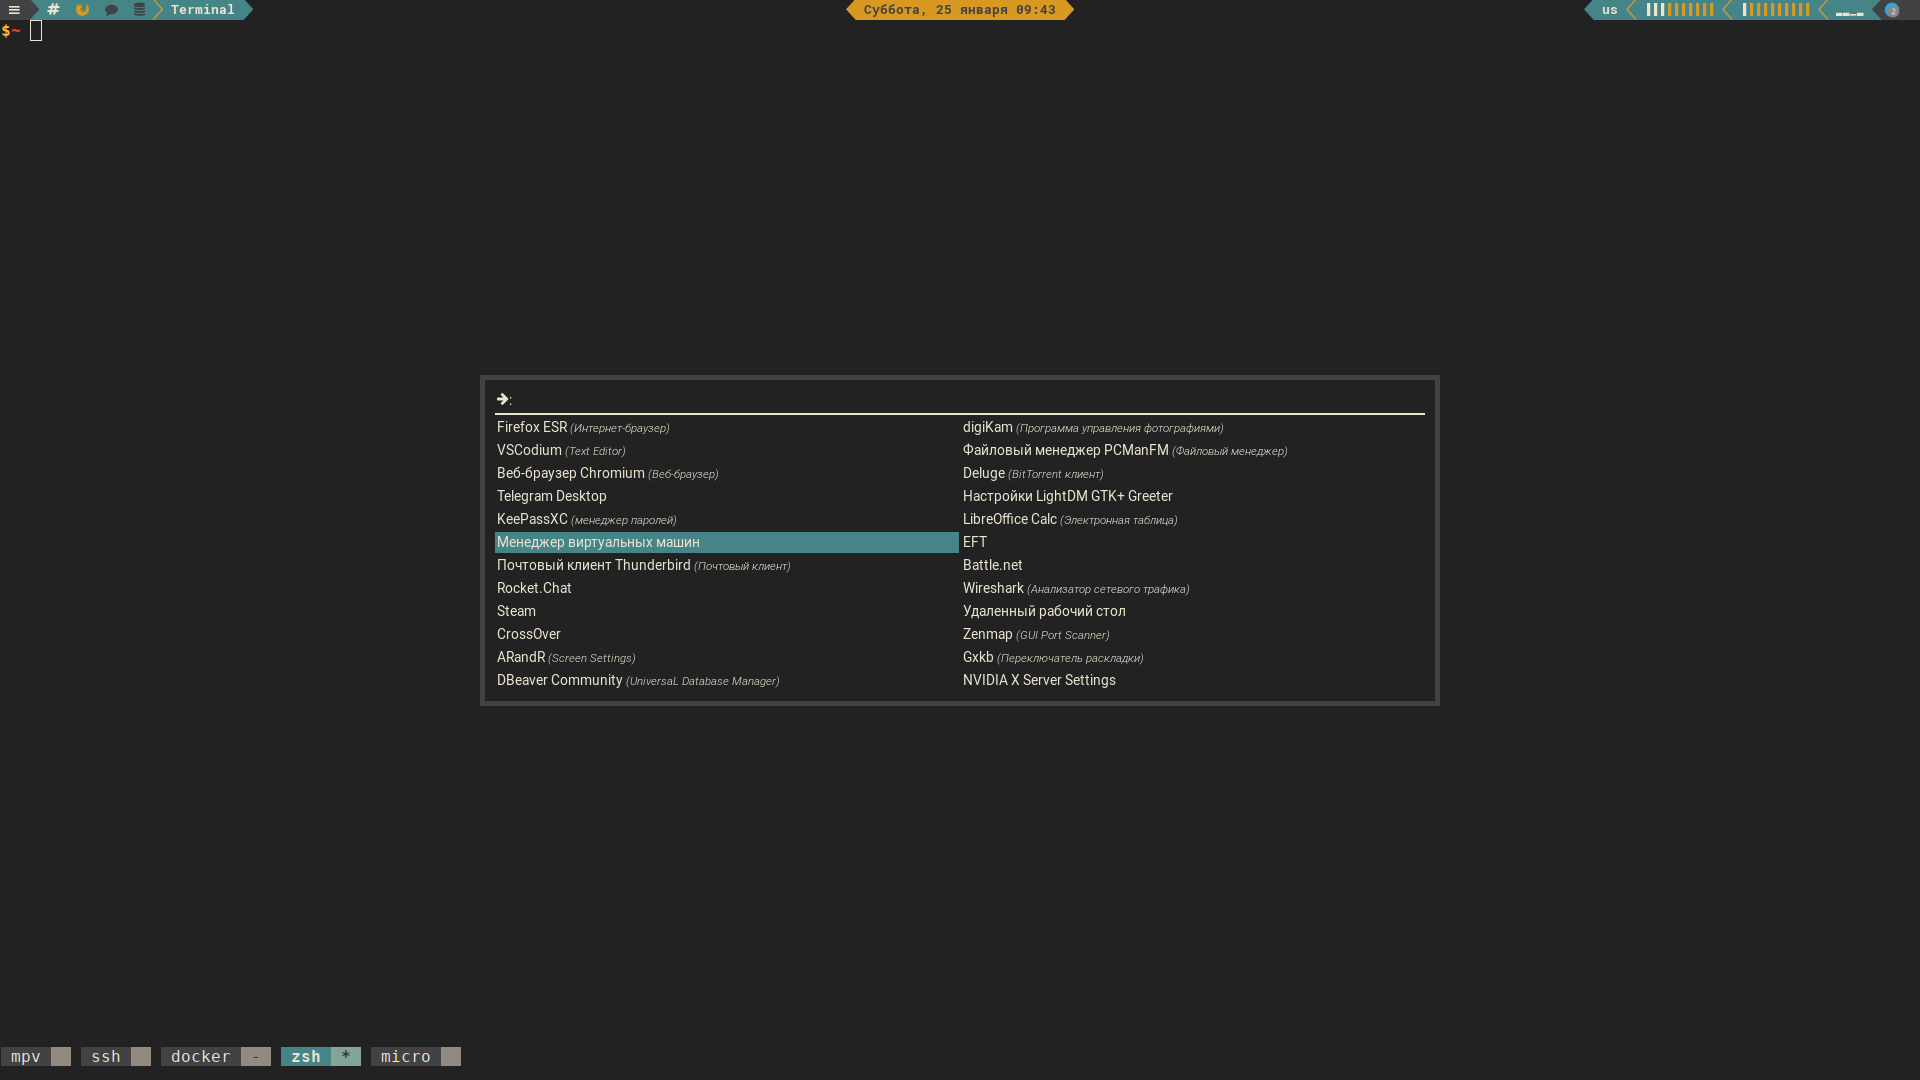 Terminal
Суббота, 25 января 09:43
us
$~
:
Firefox ESR (Интернет-браузер)
VSCodium (Text Editor)
Веб-браузер Chromium (Веб-браузер)
Telegram Desktop
KeePassXC (менеджер паролей)
Менеджер виртуальных машин
Почтовый клиент Thunderbird (Почтовый клиент)
Rocket.Chat
Steam
CrossOver
ARandR (Screen Settings)
DBeaver Community (UniversaL Database Manager)
digiKam (Программа управления фотографиями)
Файловый менеджер PCManFM (Файловый менеджер)
Deluge (BitTorrent клиент)
Настройки LightDM GTK+ Greeter
LibreOffice Calc (Электронная таблица)
EFT
Battle.net
Wireshark (Анализатор сетевого трафика)
Удаленный рабочий стол
Zenmap (GUI Port Scanner)
Gxkb (Переключатель раскладки)
NVIDIA X Server Settings
mpv ssh docker - zsh * micro